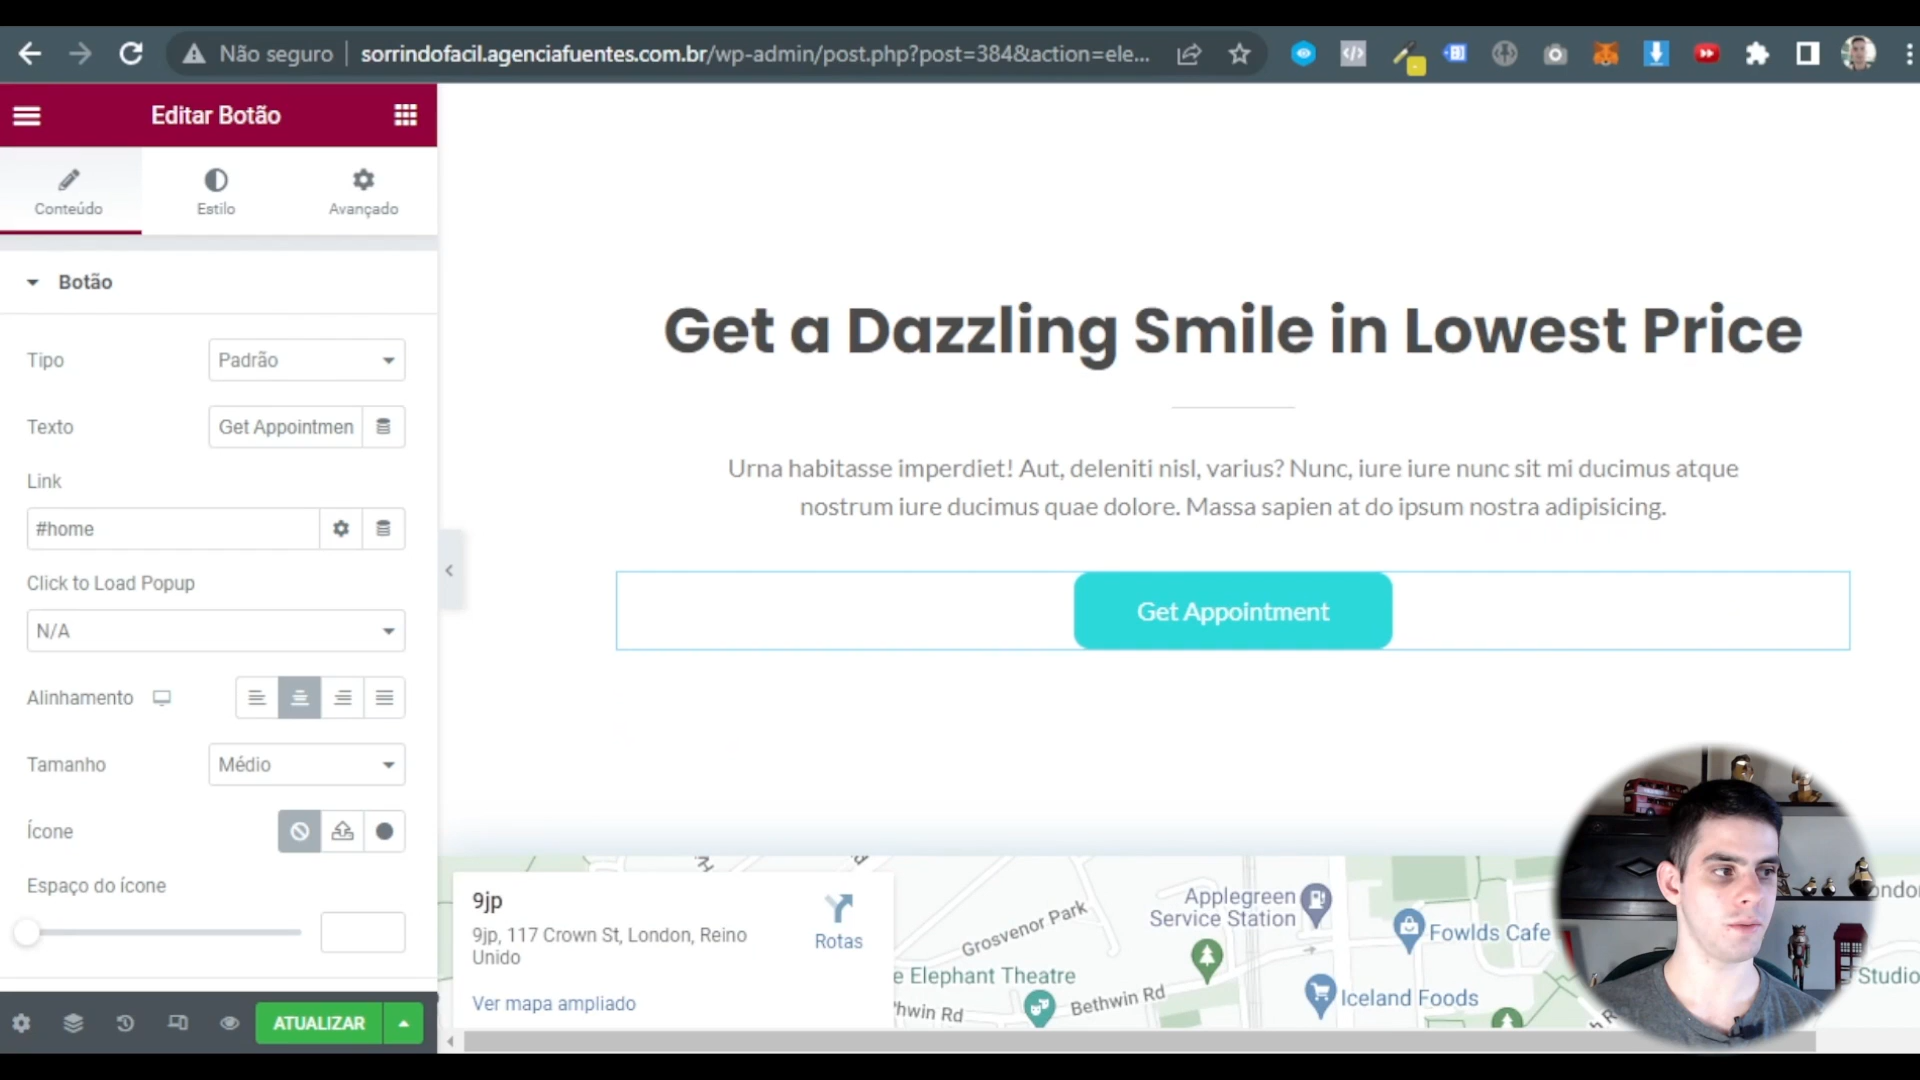 Não seguro
sorrindofacil.agenciafuentes.com.br/wp-admin/post.php?post=384&action=ele...
Editar Botão
Conteúdo
Estilo
Avançado
Botão
Tipo
Padrão
Texto
Get Appointmen
Link
#home
Click to Load Popup
N/A
Alinhamento
Tamanho
Médio
Ícone
Espaço do ícone
ATUALIZAR
Get a Dazzling Smile in Lowest Price
Urna habitasse imperdiet! Aut, deleniti nisl, varius? Nunc, iure iure nunc sit mi ducimus atque
nostrum iure ducimus quae dolore. Massa sapien at do ipsum nostra adipisicing.
Get Appointment
9jp
9jp, 117 Crown St, London, Reino
Unido
Rotas
Ver mapa ampliado
Grosvenor Park
Applegreen
Service Station
Fowlds Cafe
e Elephant Theatre
Bethwin Rd
hwin Rd
Iceland Foods
ondo
Studio